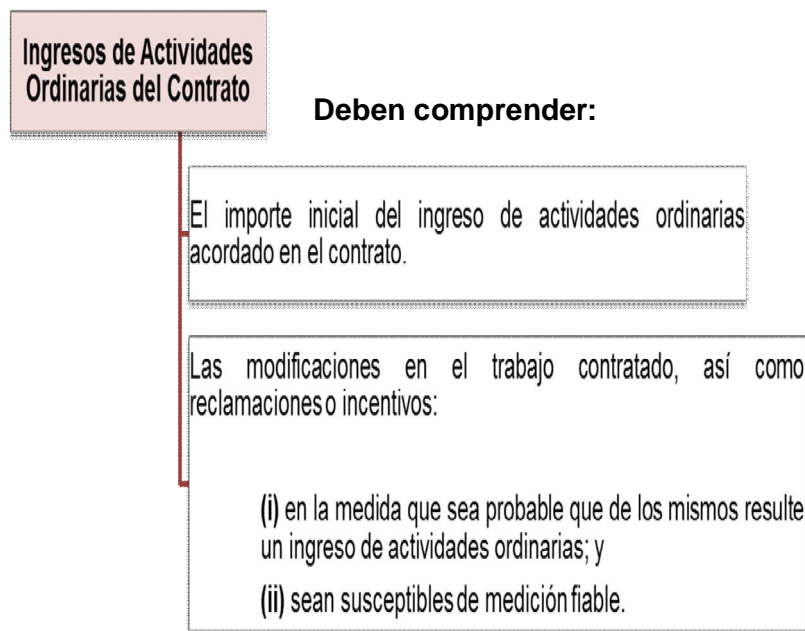 Ingresos de Actividades
Ordinarias del Contrato
Deben comprender:
El importe inicial del ingreso de actividades ordinarias
acordado en el contrato.
Las modificaciones en el trabajo contratado, así como
reclamaciones o incentivos:
(i) en la medida que sea probable que de los mismos resulte
un ingreso de actividades ordinarias; y
(ii) sean susceptibles de medición fiable.